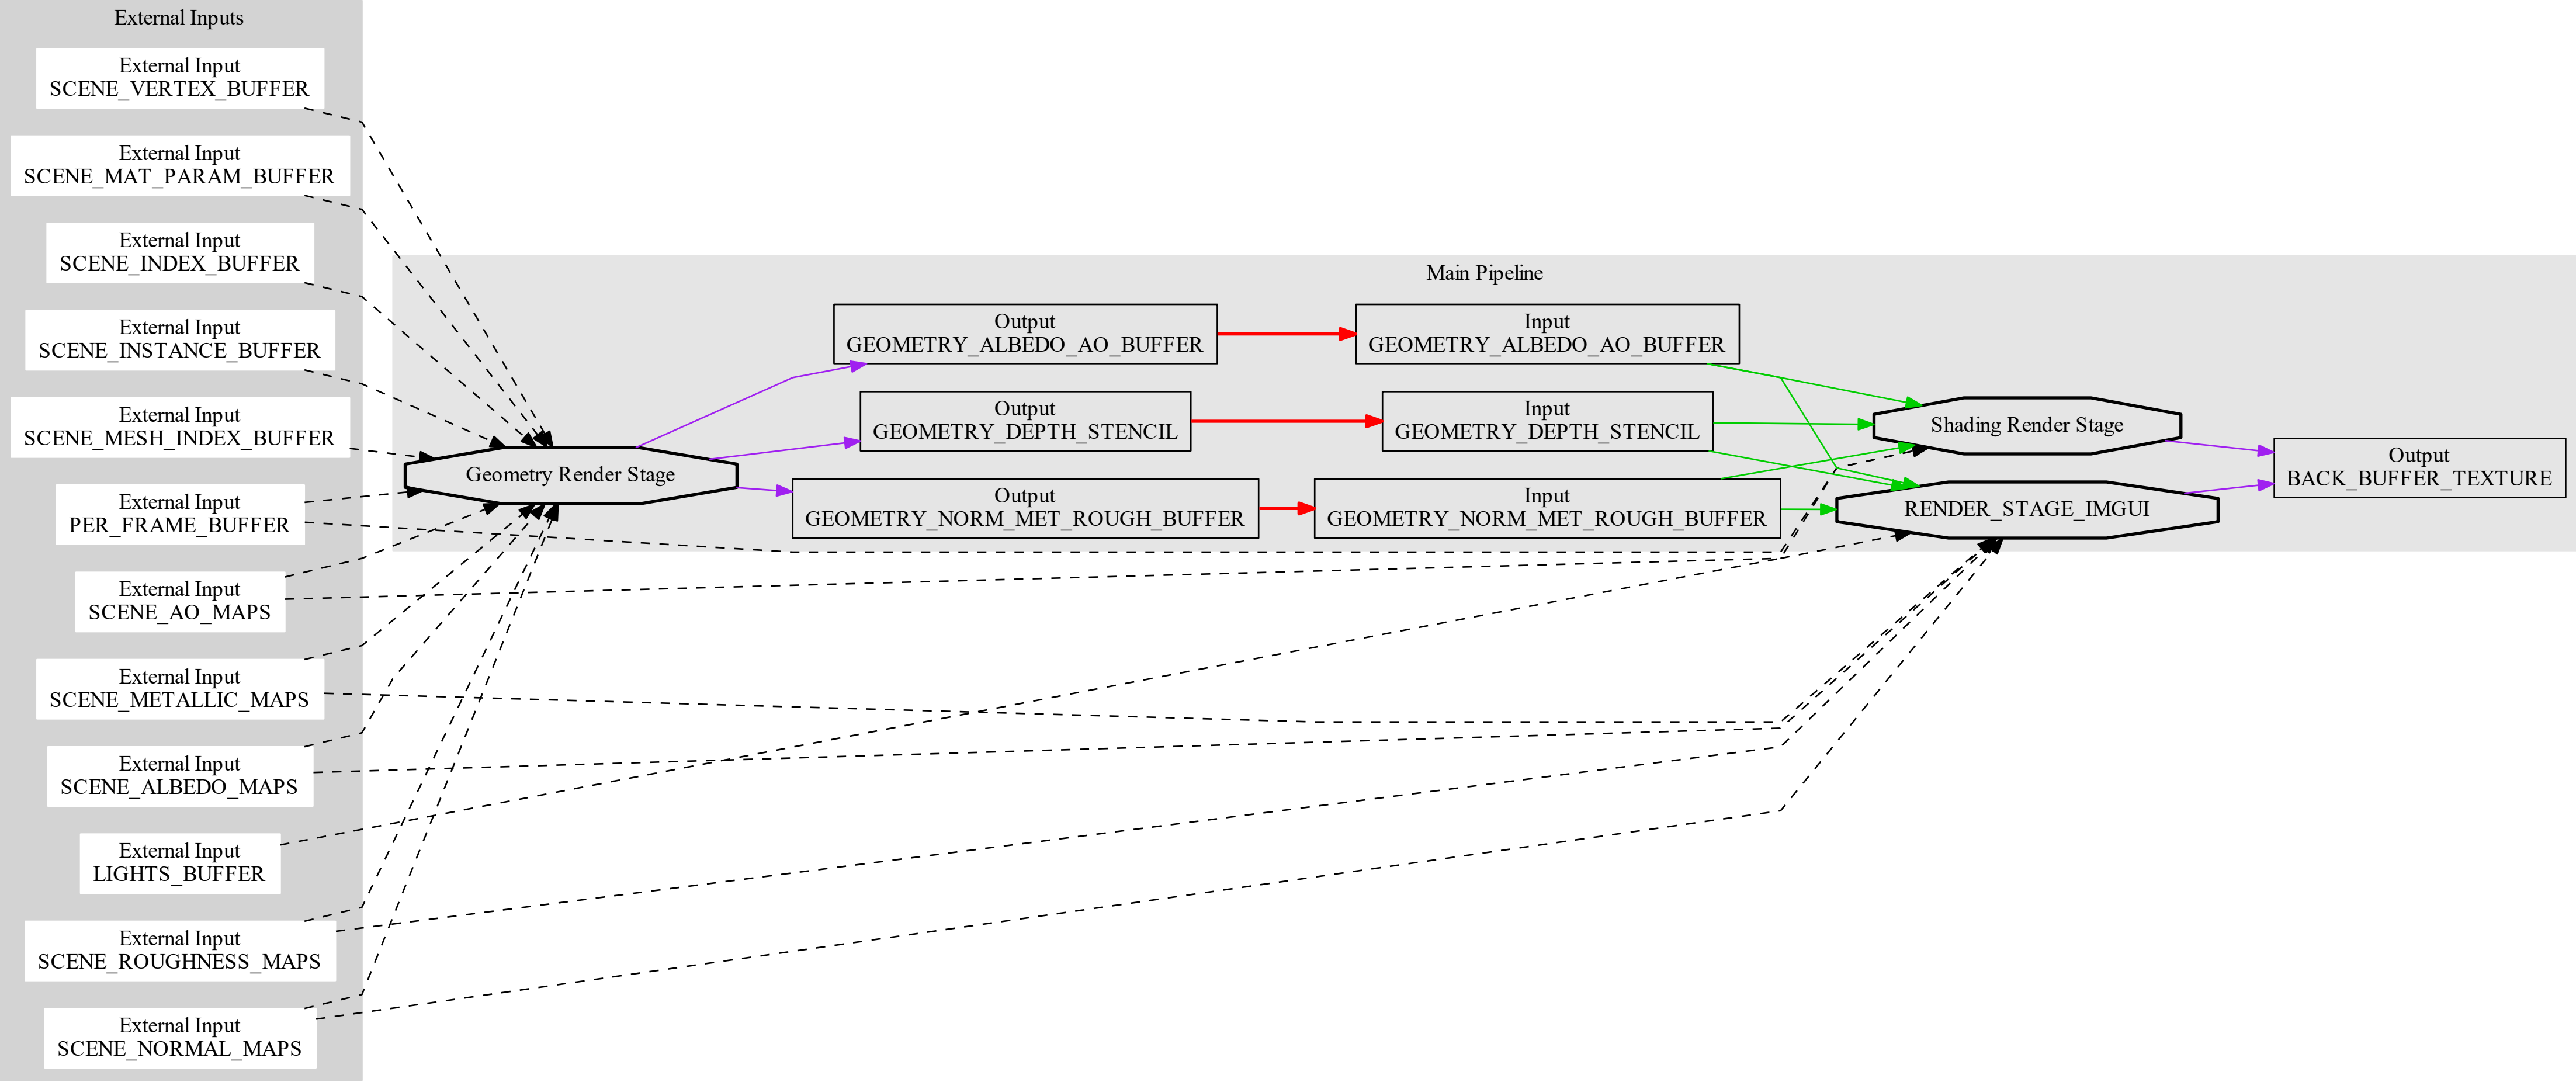 External Inputs
External Input
SCENE_VERTEX_BUFFER
External Input
SCENE_MAT_PARAM_BUFFER
External Input
SCENE_INDEX_BUFFER
External Input
SCENE_INSTANCE_BUFFER
External Input
SCENE_MESH_INDEX_BUFFER
External Input
PER_FRAME_BUFFER
External Input
SCENE_AO_MAPS
External Input
SCENE_METALLIC_MAPS
External Input
SCENE_ALBEDO_MAPS
External Input
LIGHTS_BUFFER
External Input
SCENE_ROUGHNESS_MAPS
External Input
SCENE_NORMAL_MAPS
Main Pipeline
Geometry Render Stage
Output
GEOMETRY_ALBEDO_AO_BUFFER
Output
GEOMETRY_DEPTH_STENCIL
Output
GEOMETRY_NORM_MET_ROUGH_BUFFER
Input
GEOMETRY_ALBEDO_AO_BUFFER
Input
GEOMETRY_DEPTH_STENCIL
Input
GEOMETRY_NORM_MET_ROUGH_BUFFER
Shading Render Stage
RENDER_STAGE_IMGUI
Output
BACK_BUFFER_TEXTURE